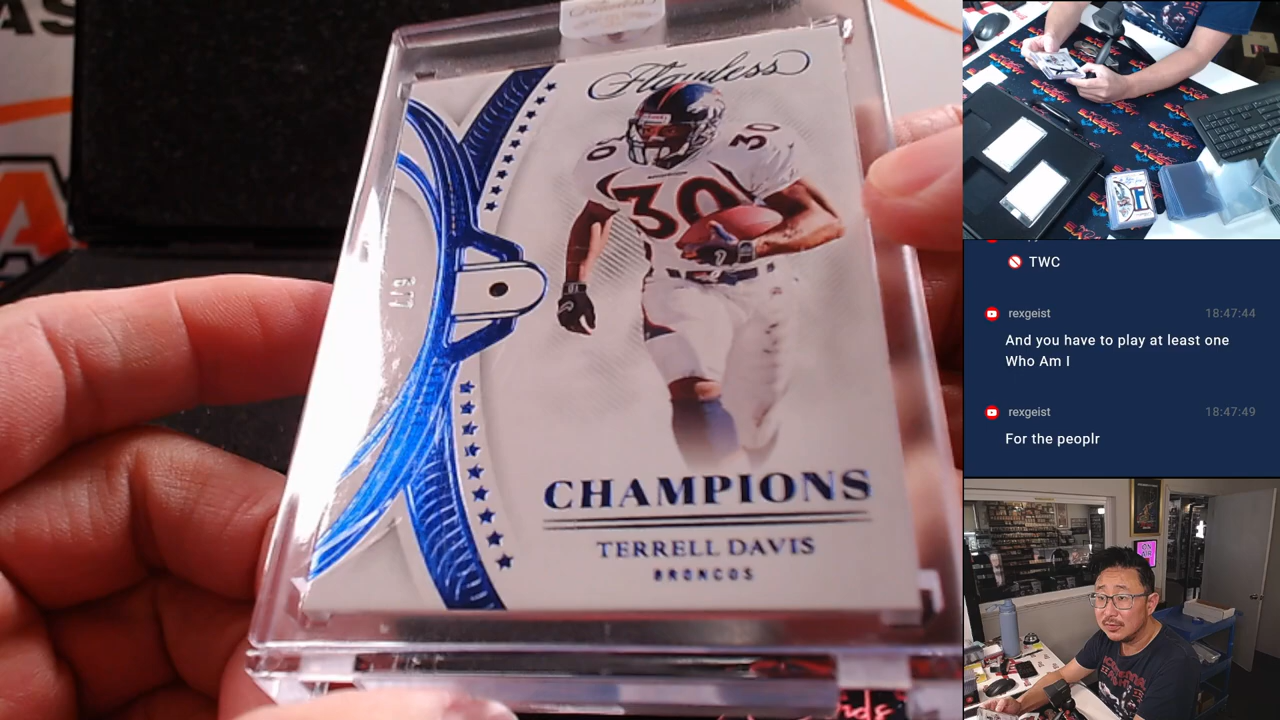 Flawless
30
30
CHAMPIONS
TERRELL DAVIS
BRONCOS
TWC
rexgeist 18:47:44
And you have to play at least one
Who Am I
rexgeist 18:47:49
For the peoplr